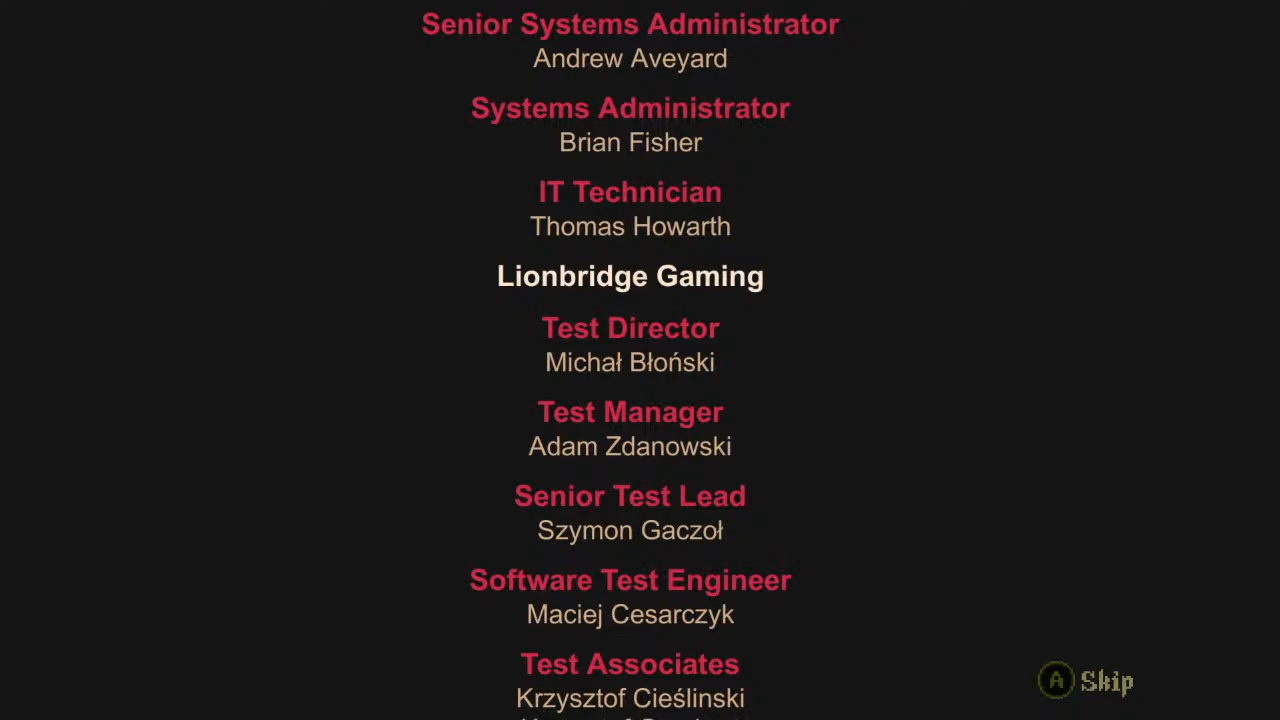 Senior Systems Administrator
Andrew Aveyard
Systems Administrator
Brian Fisher
IT Technician
Thomas Howarth
Lionbridge Gaming
Test Director
Michał Błoński
Test Manager
Adam Zdanowski
Senior Test Lead
Szymon Gaczoł
Software Test Engineer
Maciej Cesarczyk
Test Associates
Krzysztof Cieślinski
A Skip